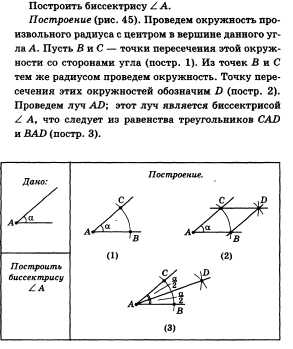 Построить биссектрису ∠ A.
Построение (рис. 45). Проведем окружность про-
извольного радиуса с центром в вершине данного уг-
ла A. Пусть B и C — точки пересечения этой окруж-
ности со сторонами угла (постр. 1). Из точек B и C
тем же радиусом проведем окружность. Точку пере-
сечения этих окружностей обозначим D (постр. 2).
Проведем луч AD; этот луч является биссектрисой
∠ A, что следует из равенства треугольников CAD
и BAD (постр. 3).
Дано:
A α
Построить
биссектрису
∠ A
Построение.
C
A α
B
(1)
C D
A α
B
(2)
C D
α/2
A
α/2
B
(3)